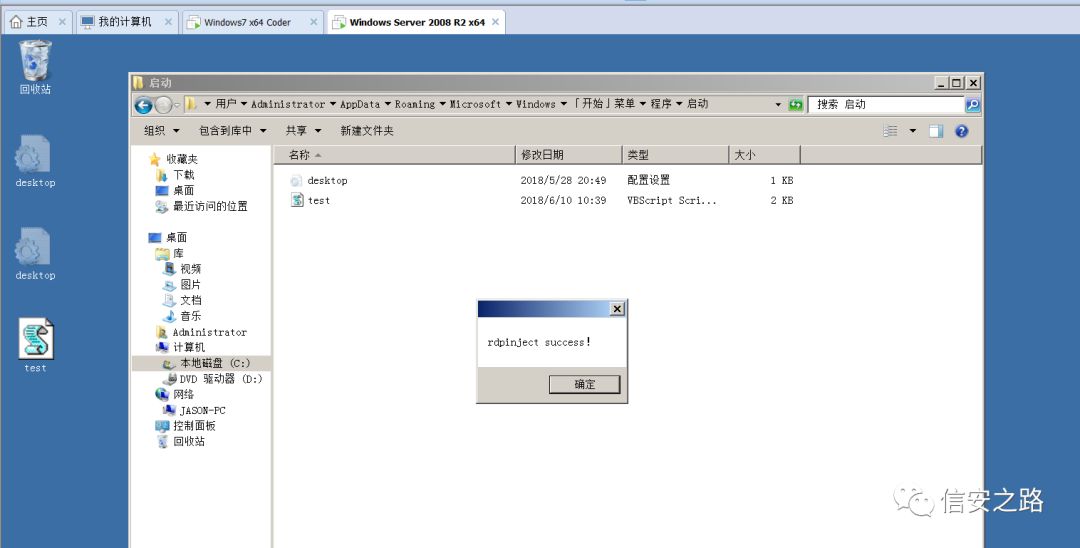 主页 我的计算机 Windows7 x64 Coder Windows Server 2008 R2 x64
回收站
desktop
desktop
test
启动
用户 Administrator AppData Roaming Microsoft Windows 「开始」菜单 程序 启动 搜索 启动
组织 包含到库中 共享 新建文件夹
收藏夹
下载
桌面
最近访问的位置
桌面
库
视频
图片
文档
音乐
Administrator
计算机
本地磁盘 (C:)
DVD 驱动器 (D:)
网络
JASON-PC
控制面板
回收站
名称 修改日期 类型 大小
desktop 2018/5/28 20:49 配置设置 1 KB
test 2018/6/10 10:39 VBScript Scri... 2 KB
rdpinject success!
确定
信安之路